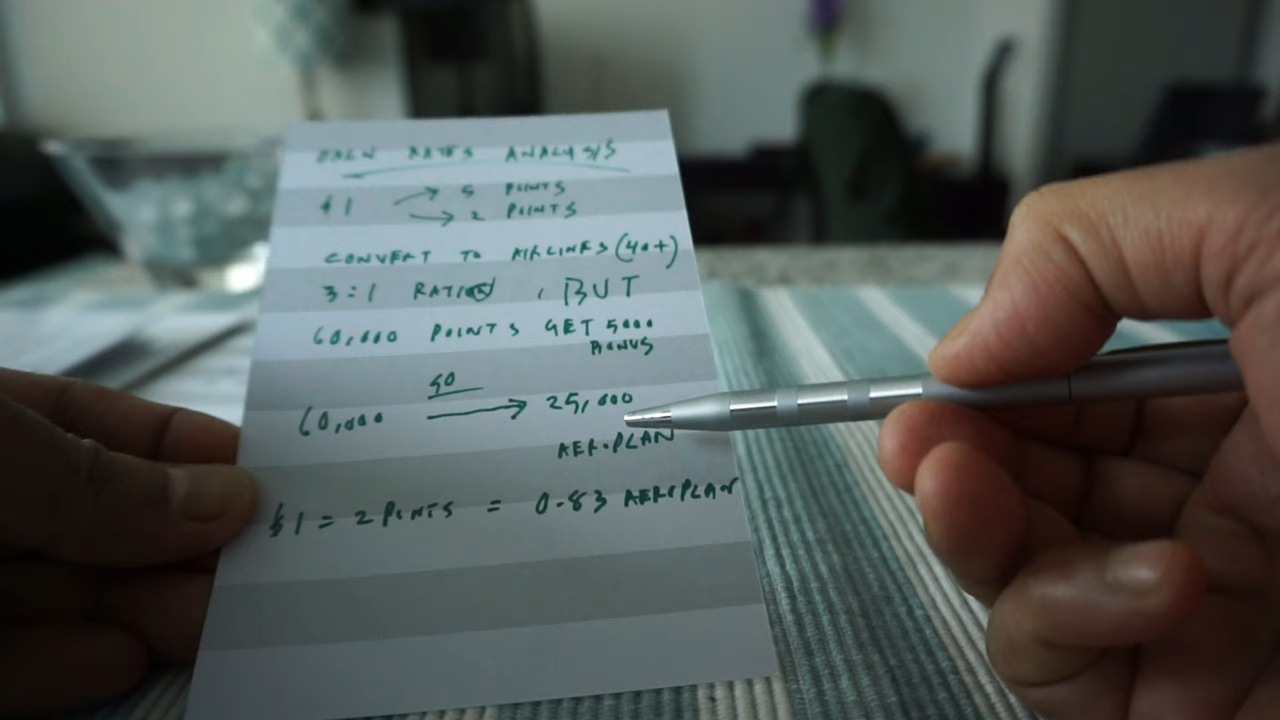 EARN RATES ANALYSIS
$1 → 5 POINTS
→ 2 POINTS
CONVERT TO AIRLINES (40+)
3:1 RATIO, BUT
60,000 POINTS GET 5000
BONUS
SO
60,000 → 25,000
AEROPLAN
$1 = 2 POINTS = 0.83 AEROPLAN